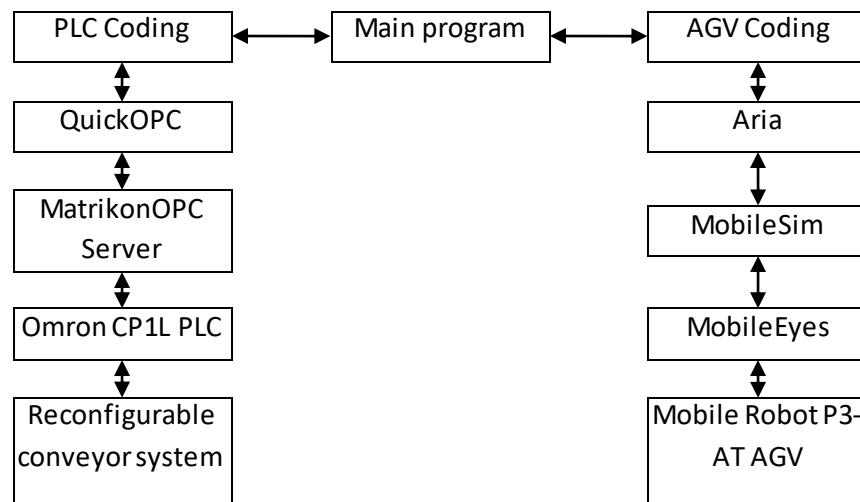 PLC Coding
Main program
AGV Coding
QuickOPC
Aria
MatrikonOPC
Server
MobileSim
Omron CP1L PLC
MobileEyes
Reconfigurable
conveyor system
Mobile Robot P3-
AT AGV